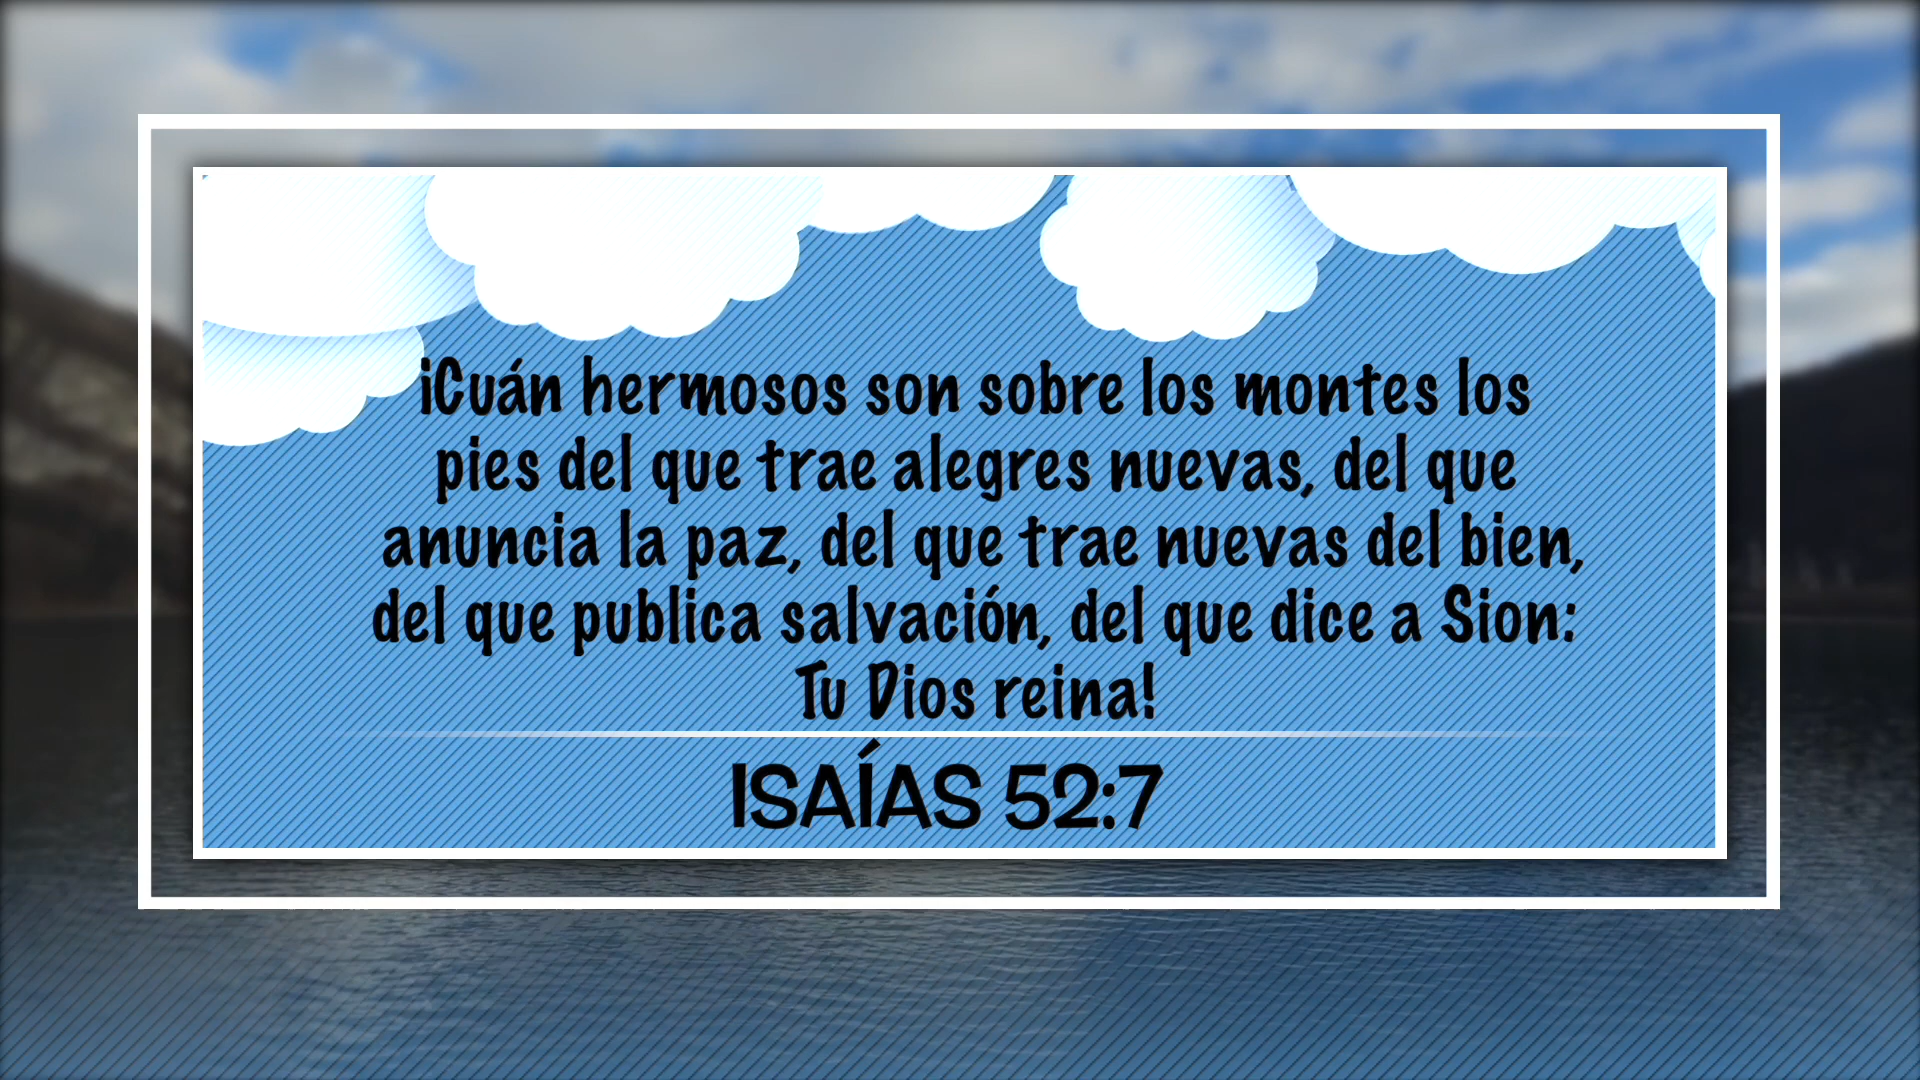 ¡Cuán hermosos son sobre los montes los
pies del que trae alegres nuevas, del que
anuncia la paz, del que trae nuevas del bien,
del que publica salvación, del que dice a Sion:
Tu Dios reina!
ISAÍAS 52:7